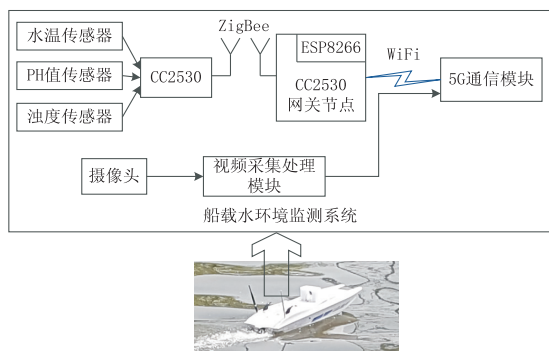 水温传感器
PH值传感器
浊度传感器
CC2530
ZigBee
ESP8266
CC2530
网关节点
WiFi
5G通信模块
摄像头
视频采集处理
模块
船载水环境监测系统